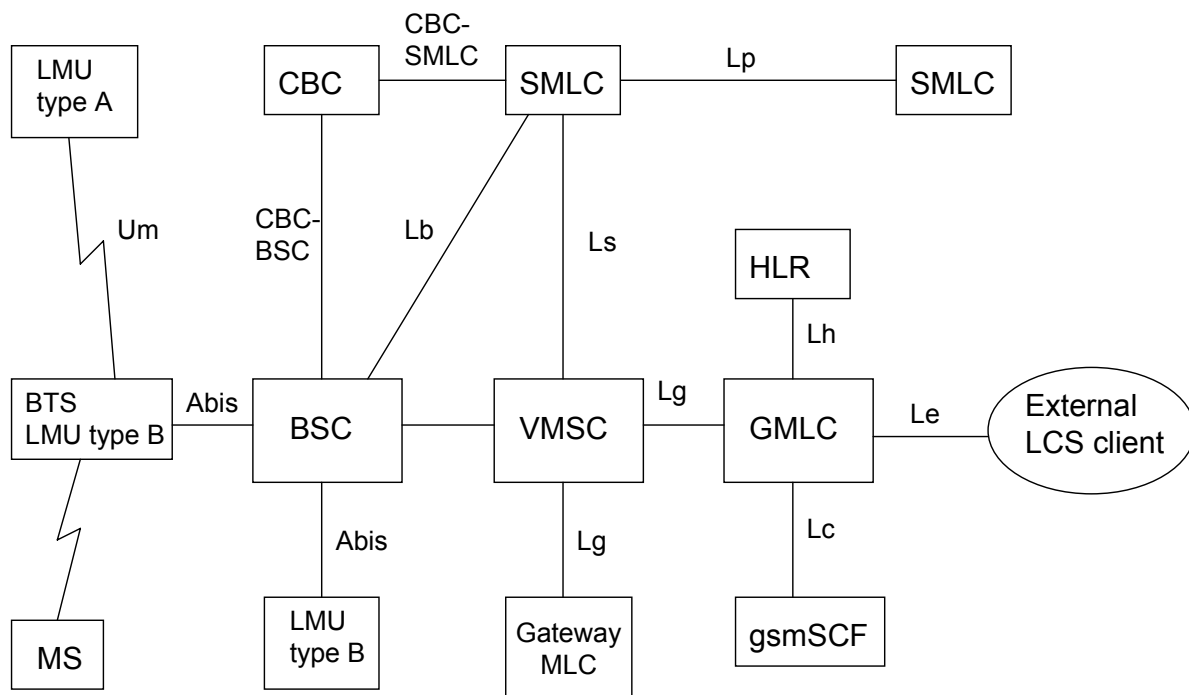 LMU
type A
CBC
CBC-
SMLC
SMLC
Lp
SMLC
Um
CBC-
BSC
Lb
Ls
HLR
Lh
BTS
LMU type B
Abis
BSC
VMSC
Lg
GMLC
Le
External
LCS client
Abis
Lg
Lc
MS
LMU
type B
Gateway
MLC
gsmSCF